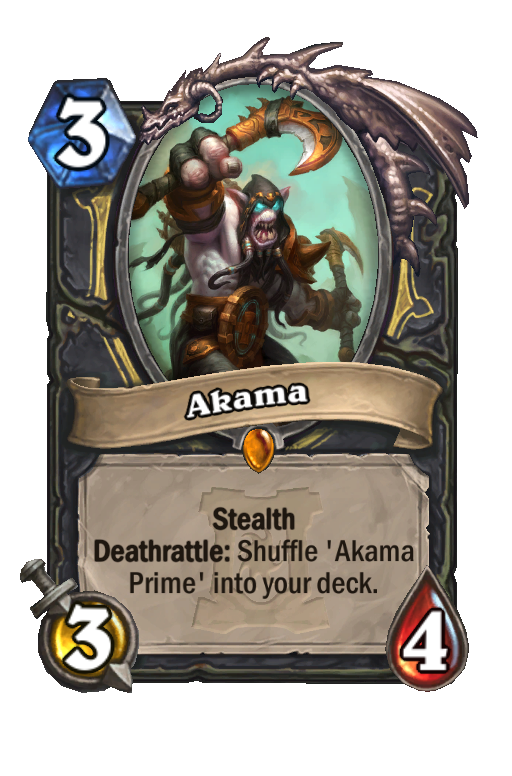 3
Akama
Stealth
Deathrattle: Shuffle 'Akama
Prime' into your deck.
3
4